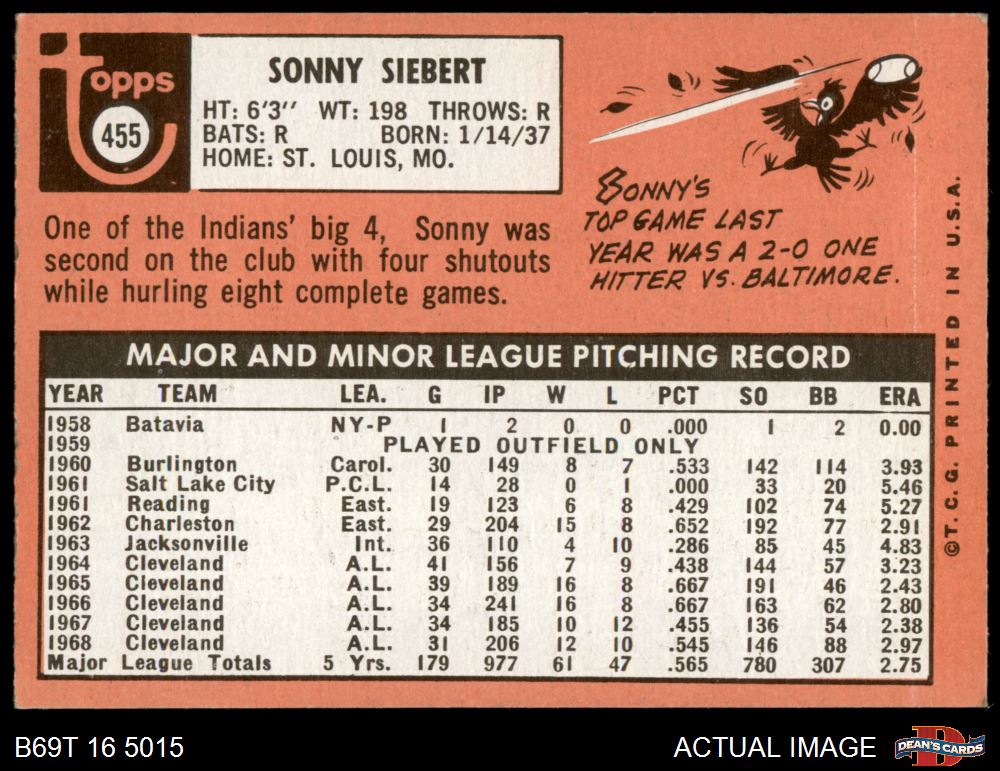 Topps
455
SONNY SIEBERT
HT: 6'3" WT: 198 THROWS: R
BATS: R BORN: 1/14/37
HOME: ST. LOUIS, MO.
One of the Indians' big 4, Sonny was
second on the club with four shutouts
while hurling eight complete games.
SONNY'S
TOP GAME LAST
YEAR WAS A 2-0 ONE
HITTER VS. BALTIMORE.
MAJOR AND MINOR LEAGUE PITCHING RECORD
YEAR TEAM LEA. G IP W L PCT SO BB ERA
1958 Batavia NY-P 1 2 0 0 .000 1 2 0.00
1959 PLAYED OUTFIELD ONLY
1960 Burlington Carol. 30 149 8 7 .533 142 114 3.93
1961 Salt Lake City P.C.L. 14 28 0 1 .000 33 20 5.46
1961 Reading East. 19 123 6 8 .429 102 74 5.27
1962 Charleston East. 29 204 15 8 .652 192 77 2.91
1963 Jacksonville Int. 36 110 4 10 .286 85 45 4.83
1964 Cleveland A.L. 41 156 7 9 .438 144 57 3.23
1965 Cleveland A.L. 39 189 16 8 .667 191 46 2.43
1966 Cleveland A.L. 34 241 16 8 .667 163 62 2.80
1967 Cleveland A.L. 34 185 10 12 .455 136 54 2.38
1968 Cleveland A.L. 31 206 12 10 .545 146 88 2.97
Major League Totals 5 Yrs. 179 977 61 47 .565 780 307 2.75
©T.C.G. PRINTED IN U.S.A.
B69T 16 5015
ACTUAL IMAGE
D
DEAN'S CARDS